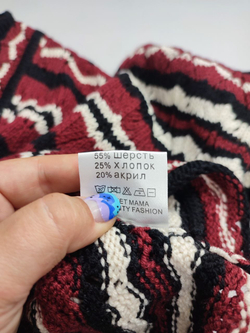 55% шерсть
25% хлопок
20% акрил
ET MAMA
TY FASHION